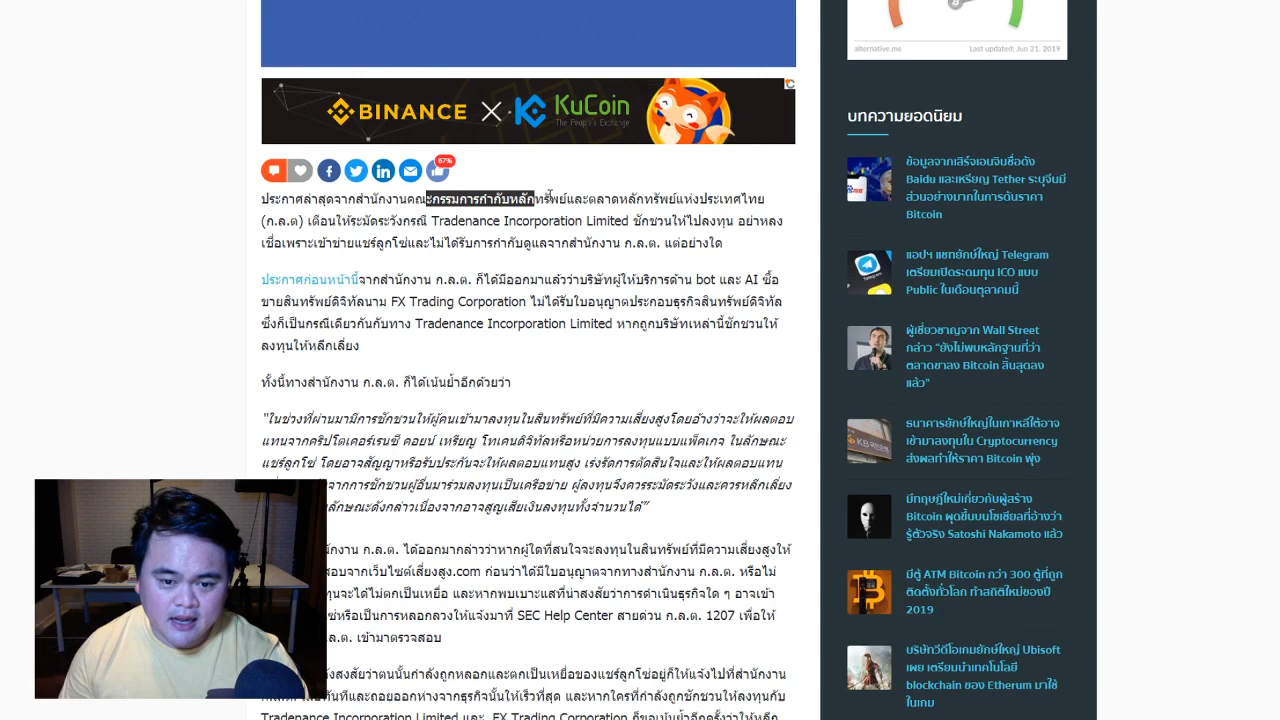 BINANCE X KuCoin
The People's Exchange
67%
ประกาศล่าสุดจากสำนักงานคณะกรรมการกำกับหลักทรัพย์และตลาดหลักทรัพย์แห่งประเทศไทย
(ก.ล.ต) เตือนให้ระมัดระวังกรณี Tradenance Incorporation Limited ชักชวนให้ไปลงทุน อย่าหลง
เชื่อเพราะเข้าข่ายแชร์ลูกโซ่และไม่ได้รับการกำกับดูแลจากสำนักงาน ก.ล.ต. แต่อย่างใด
ประกาศก่อนหน้านี้จากสำนักงาน ก.ล.ต. ก็ได้มีออกมาแล้วว่าบริษัทผู้ให้บริการด้าน bot และ AI ซื้อ
ขายสินทรัพย์ดิจิทัลนาม FX Trading Corporation ไม่ได้รับใบอนุญาตประกอบธุรกิจสินทรัพย์ดิจิทัล
ซึ่งก็เป็นกรณีเดียวกันกับทาง Tradenance Incorporation Limited หากถูกบริษัทเหล่านี้ชักชวนให้
ลงทุนให้หลีกเลี่ยง
ทั้งนี้ทางสำนักงาน ก.ล.ต. ก็ได้เน้นย้ำอีกด้วยว่า
"ในช่วงที่ผ่านมามีการชักชวนให้ผู้คนเข้ามาลงทุนในสินทรัพย์ที่มีความเสี่ยงสูงโดยอ้างว่าจะให้ผลตอบ
แทนจากคริปโตเคอร์เรนซี คอยน์ เหรียญ โทเคนดิจิทัลหรือหน่วยการลงทุนแบบแพ็คเกจ ในลักษณะ
แชร์ลูกโซ่ โดยอาจสัญญาหรือรับประกันจะให้ผลตอบแทนสูง เร่งรัดการตัดสินใจและให้ผลตอบแทน
จากการชักชวนผู้อื่นมาร่วมลงทุนเป็นเครือข่าย ผู้ลงทุนจึงควรระมัดระวังและควรหลีกเลี่ยง
ลักษณะดังกล่าวเนื่องจากอาจสูญเสียเงินลงทุนทั้งจำนวนได้"
งาน ก.ล.ต. ได้ออกมากล่าวว่าหากผู้ใดที่สนใจจะลงทุนในสินทรัพย์ที่มีความเสี่ยงสูงให้
สอบจากเว็บไซต์เสี่ยงสูง.com ก่อนว่าได้มีใบอนุญาตจากทางสำนักงาน ก.ล.ต. หรือไม่
ทุนจะได้ไม่ตกเป็นเหยื่อ และหากพบเบาะแสที่น่าสงสัยว่าการดำเนินธุรกิจใด ๆ อาจเข้า
ซ่หรือเป็นการหลอกลวงให้แจ้งมาที่ SEC Help Center สายด่วน ก.ล.ต. 1207 เพื่อให้
ล.ต. เข้ามาตรวจสอบ
งสงสัยว่าตนนั้นกำลังถูกหลอกและตกเป็นเหยื่อของแชร์ลูกโซ่อยู่ก็ให้แจ้งไปที่สำนักงาน
ทันทีและถอยออกห่างจากธุรกิจนั้นให้เร็วที่สุด และหากใครที่กำลังถูกชักชวนให้ลงทุนกับ
Tradenance Incorporation Limited และ FX Trading Corporation ก็ขอเน้นย้ำอีกครั้งว่าให้หลีก
alternative.me Last updated: Jun 21, 2019
บทความยอดนิยม
ข้อมูลจากเสิร์จเอนจินชื่อดัง
Baidu และเหรียญ Tether ระบุจีนมี
ส่วนอย่างมากในการดันราคา
Bitcoin
แอปฯ แชทยักษ์ใหญ่ Telegram
เตรียมเปิดระดมทุน ICO แบบ
Public ในเดือนตุลาคมนี้
ผู้เชี่ยวชาญจาก Wall Street
กล่าว "ยังไม่พบหลักฐานที่ว่า
ตลาดขาลง Bitcoin สิ้นสุดลง
แล้ว"
ธนาคารยักษ์ใหญ่ในเกาหลีใต้อาจ
เข้ามาลงทุนใน Cryptocurrency
ส่งผลทำให้ราคา Bitcoin พุ่ง
มีทฤษฎีใหม่เกี่ยวกับผู้สร้าง
Bitcoin ผุดขึ้นบนโซเชียลที่อ้างว่า
รู้ตัวจริง Satoshi Nakamoto แล้ว
มีตู้ ATM Bitcoin กว่า 300 ตู้ที่ถูก
ติดตั้งทั่วโลก ทำสถิติใหม่ของปี
2019
บริษัทวีดีโอเกมยักษ์ใหญ่ Ubisoft
เผย เตรียมนำเทคโนโลยี
blockchain ของ Etherum มาใช้
ในเกม